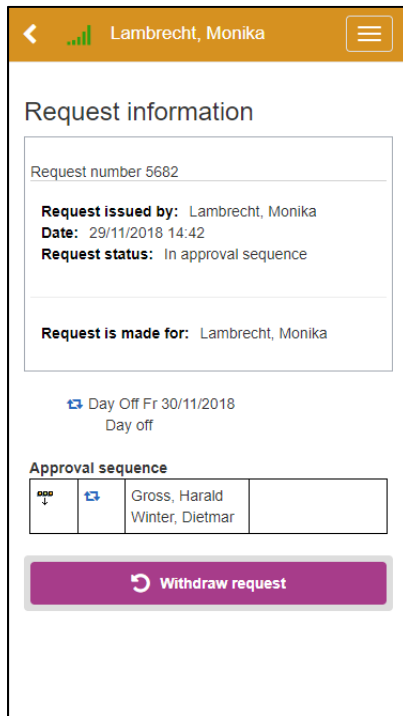 Lambrecht, Monika
Request information
Request number 5682
Request issued by: Lambrecht, Monika
Date: 29/11/2018 14:42
Request status: In approval sequence
Request is made for: Lambrecht, Monika
Day Off Fr 30/11/2018
Day off
Approval sequence
Gross, Harald
Winter, Dietmar
Withdraw request